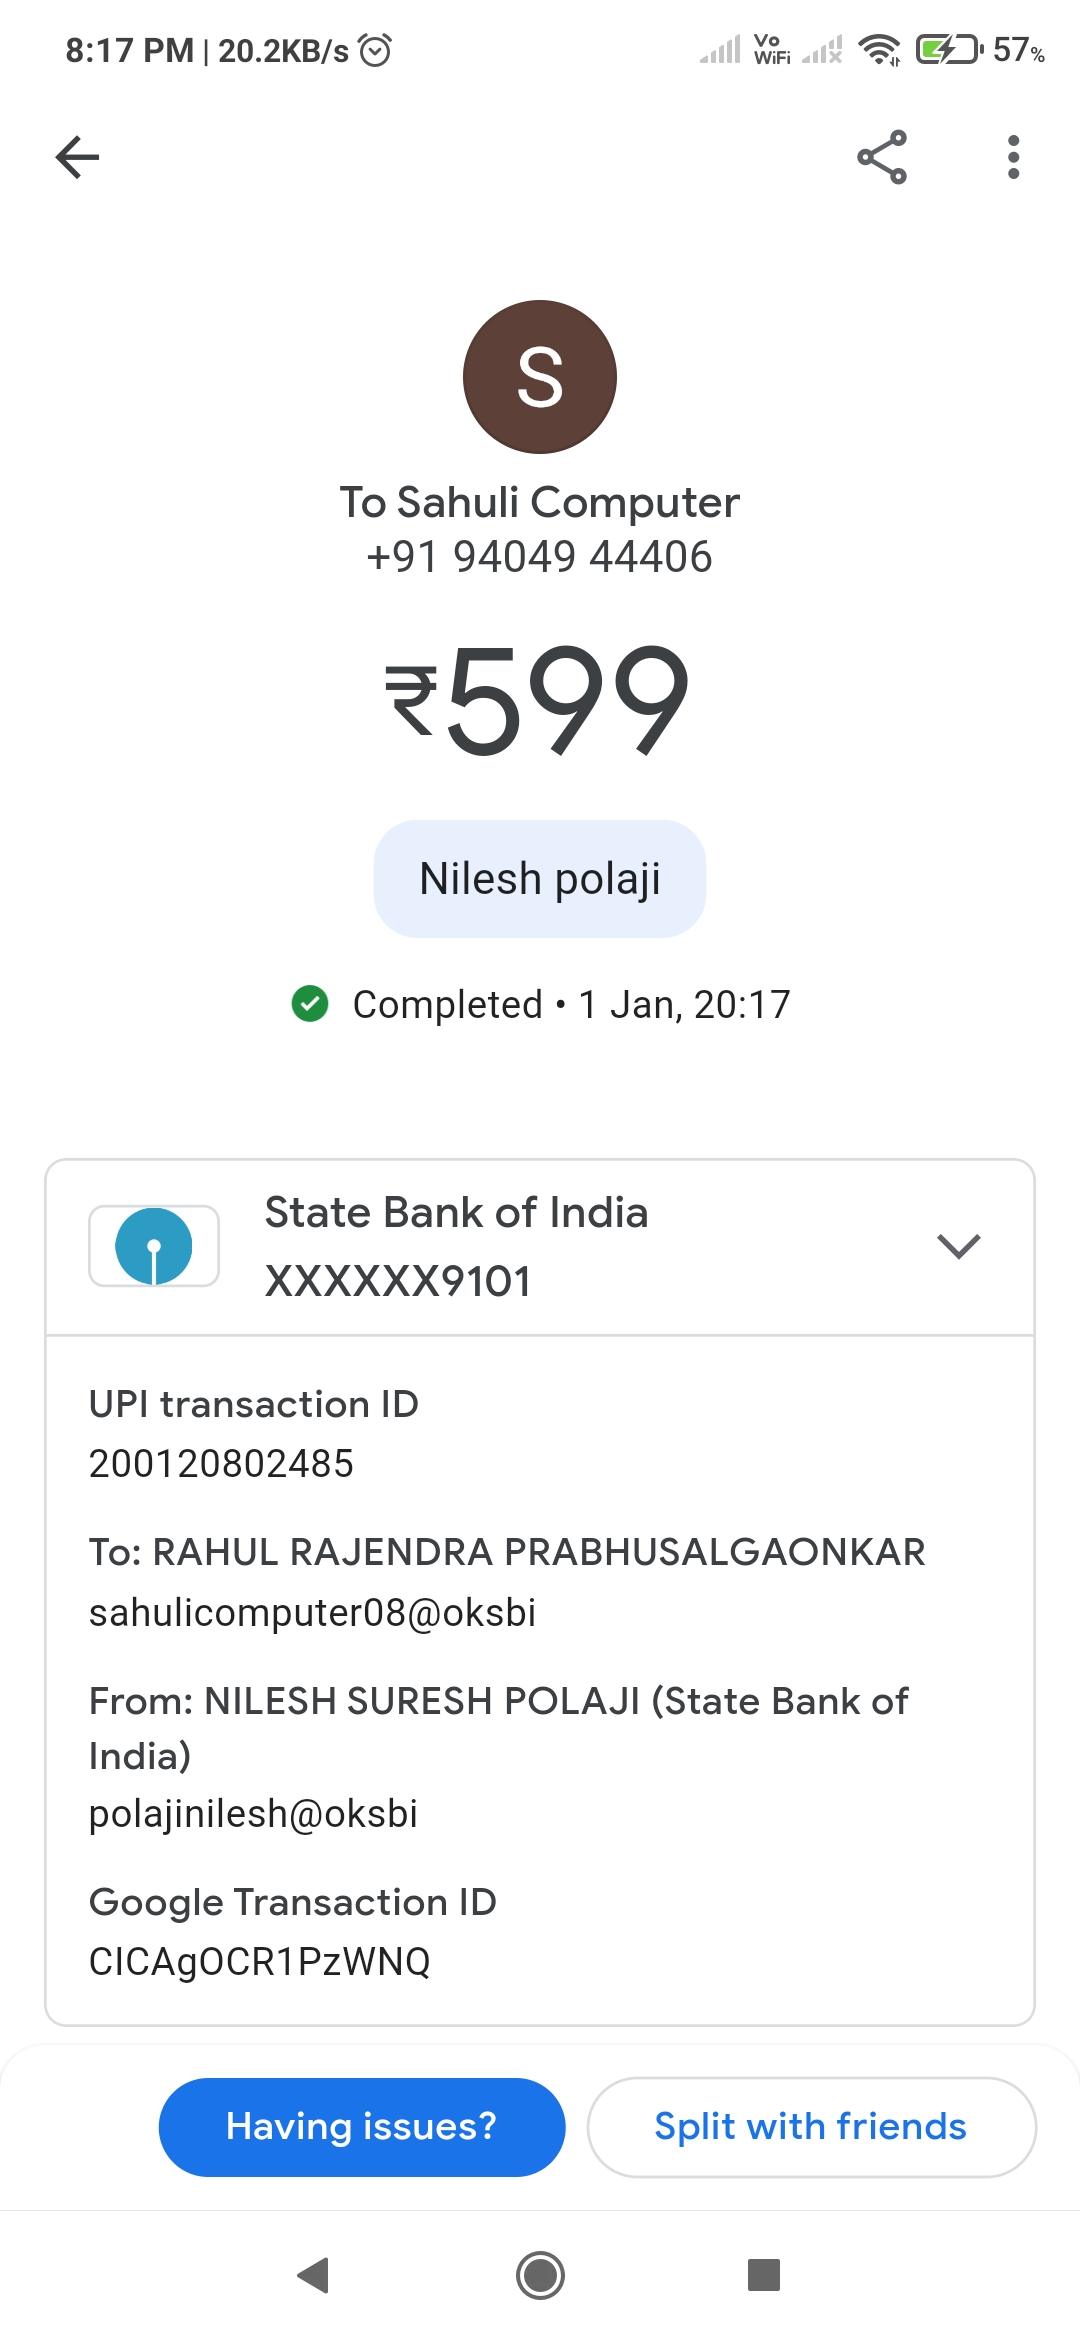 8:17 PM | 20.2KB/s Vo WiFi 57%
S
To Sahuli Computer
+91 94049 44406
₹599
Nilesh polaji
Completed • 1 Jan, 20:17
State Bank of India
XXXXXX9101
UPI transaction ID
200120802485
To: RAHUL RAJENDRA PRABHUSALGAONKAR
sahulicomputer08@oksbi
From: NILESH SURESH POLAJI (State Bank of
India)
polajinilesh@oksbi
Google Transaction ID
CICAgOCR1PzWNQ
Having issues? Split with friends